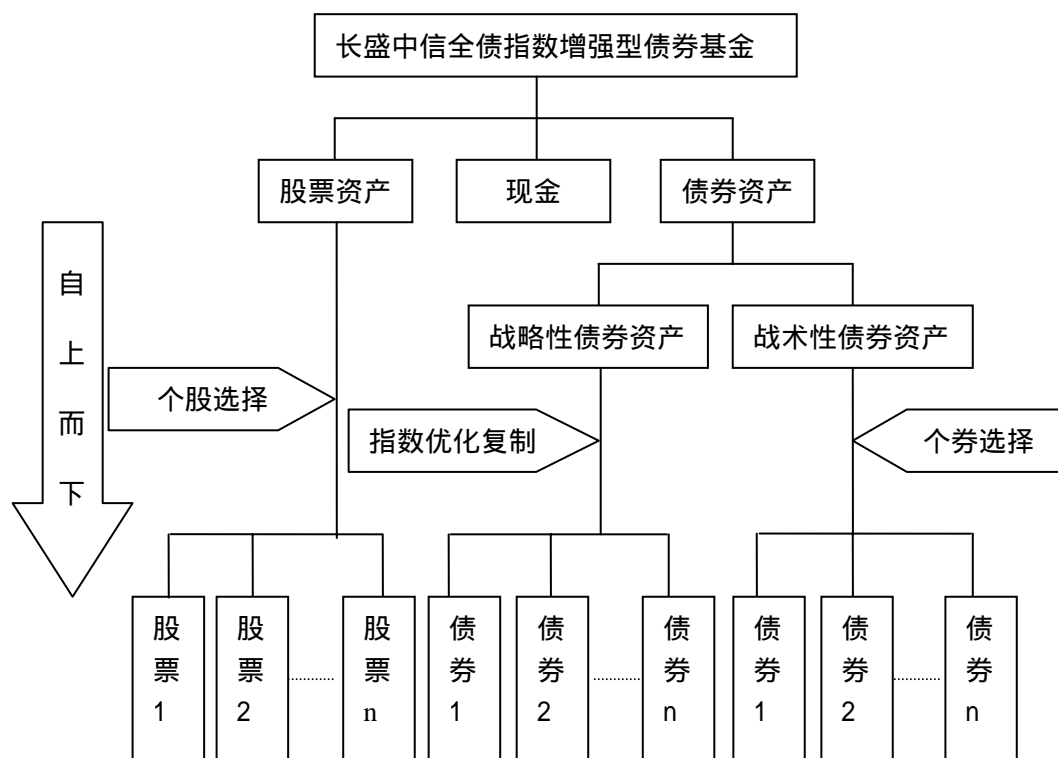 长盛中信全债指数增强型债券基金
股票资产
现金
债券资产
自
上
而
下
战略性债券资产
战术性债券资产
个股选择
指数优化复制
个券选择
股
票
1
股
票
2
............
股
票
n
债
券
1
债
券
2
............
债
券
n
债
券
1
债
券
2
............
债
券
n